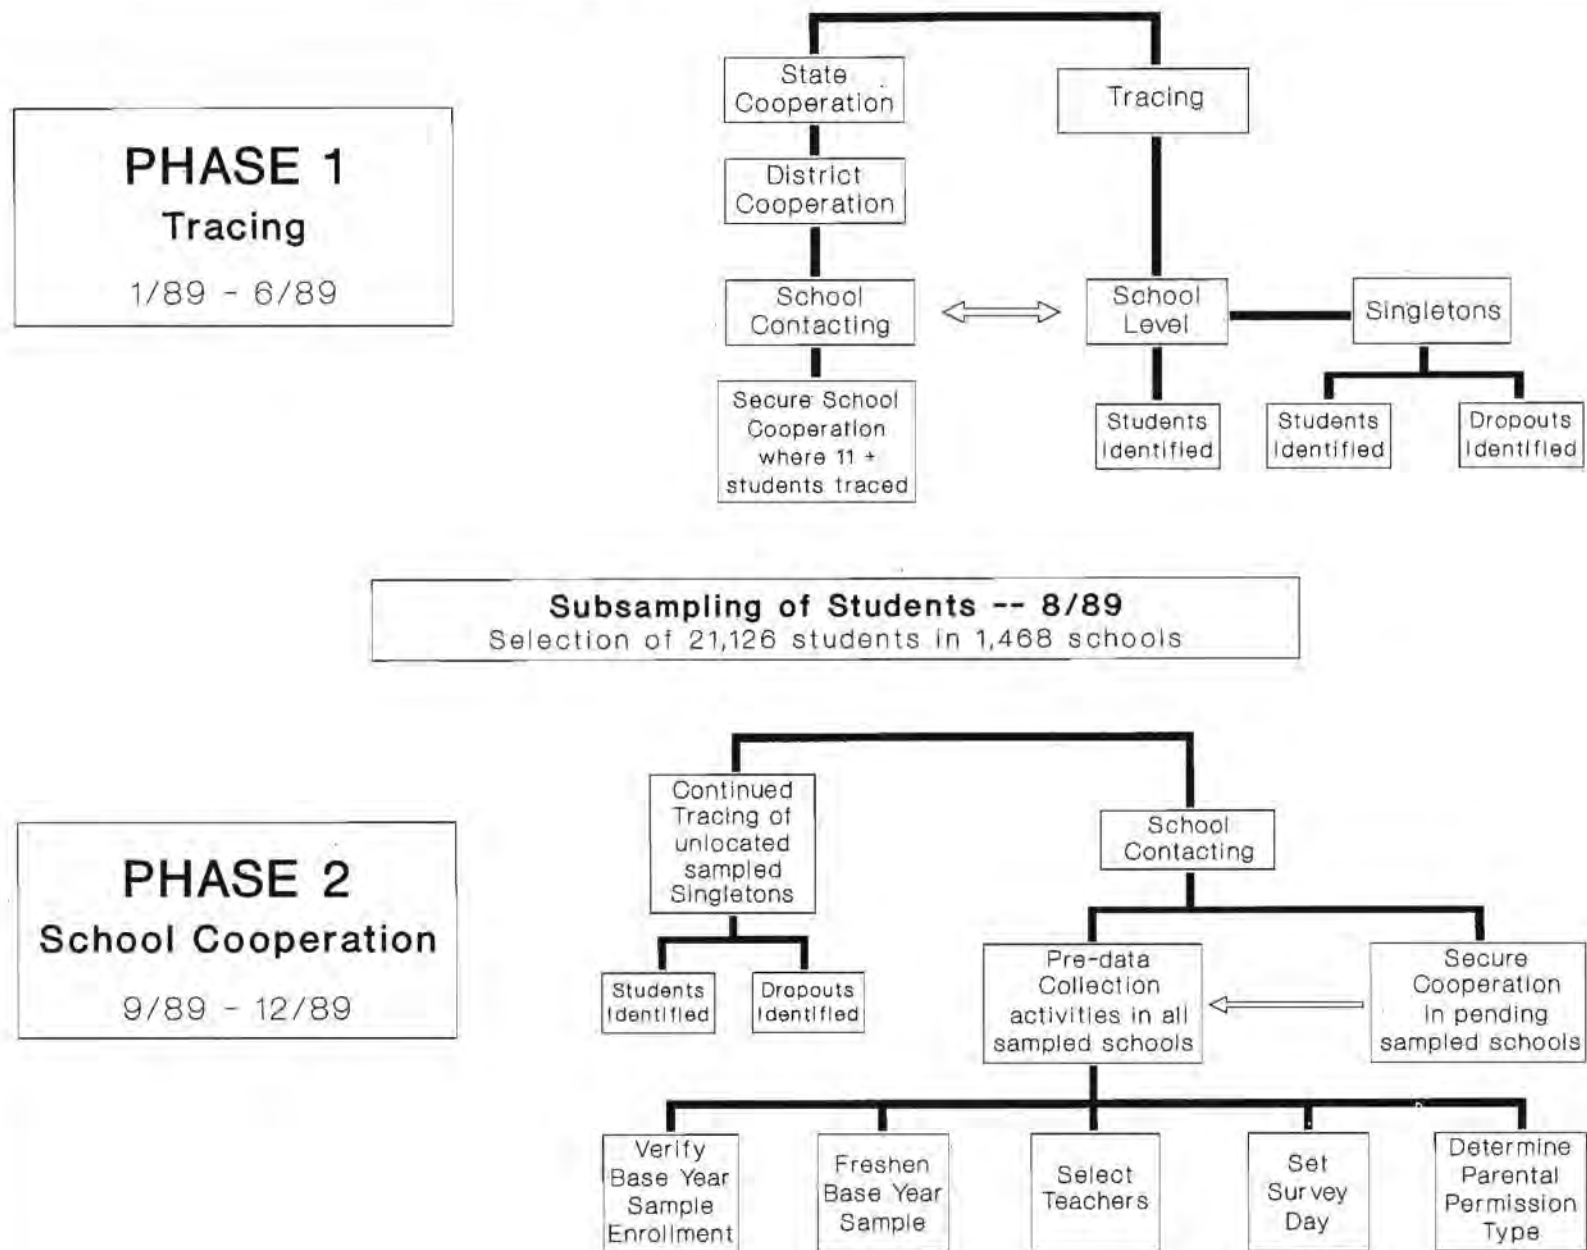 PHASE 1
Tracing
1/89 - 6/89
State
Cooperation
Tracing
District
Cooperation
School
Contacting
School
Level
Singletons
Secure School
Cooperation
where 11 +
students traced
Students
Identified
Students
Identified
Dropouts
Identified
Subsampling of Students -- 8/89
Selection of 21,126 students in 1,468 schools
PHASE 2
School Cooperation
9/89 - 12/89
Continued
Tracing of
unlocated
sampled
Singletons
School
Contacting
Students
Identified
Dropouts
Identified
Pre-data
Collection
activities in all
sampled schools
Secure
Cooperation
in pending
sampled schools
Verify
Base Year
Sample
Enrollment
Freshen
Base Year
Sample
Select
Teachers
Set
Survey
Day
Determine
Parental
Permission
Type